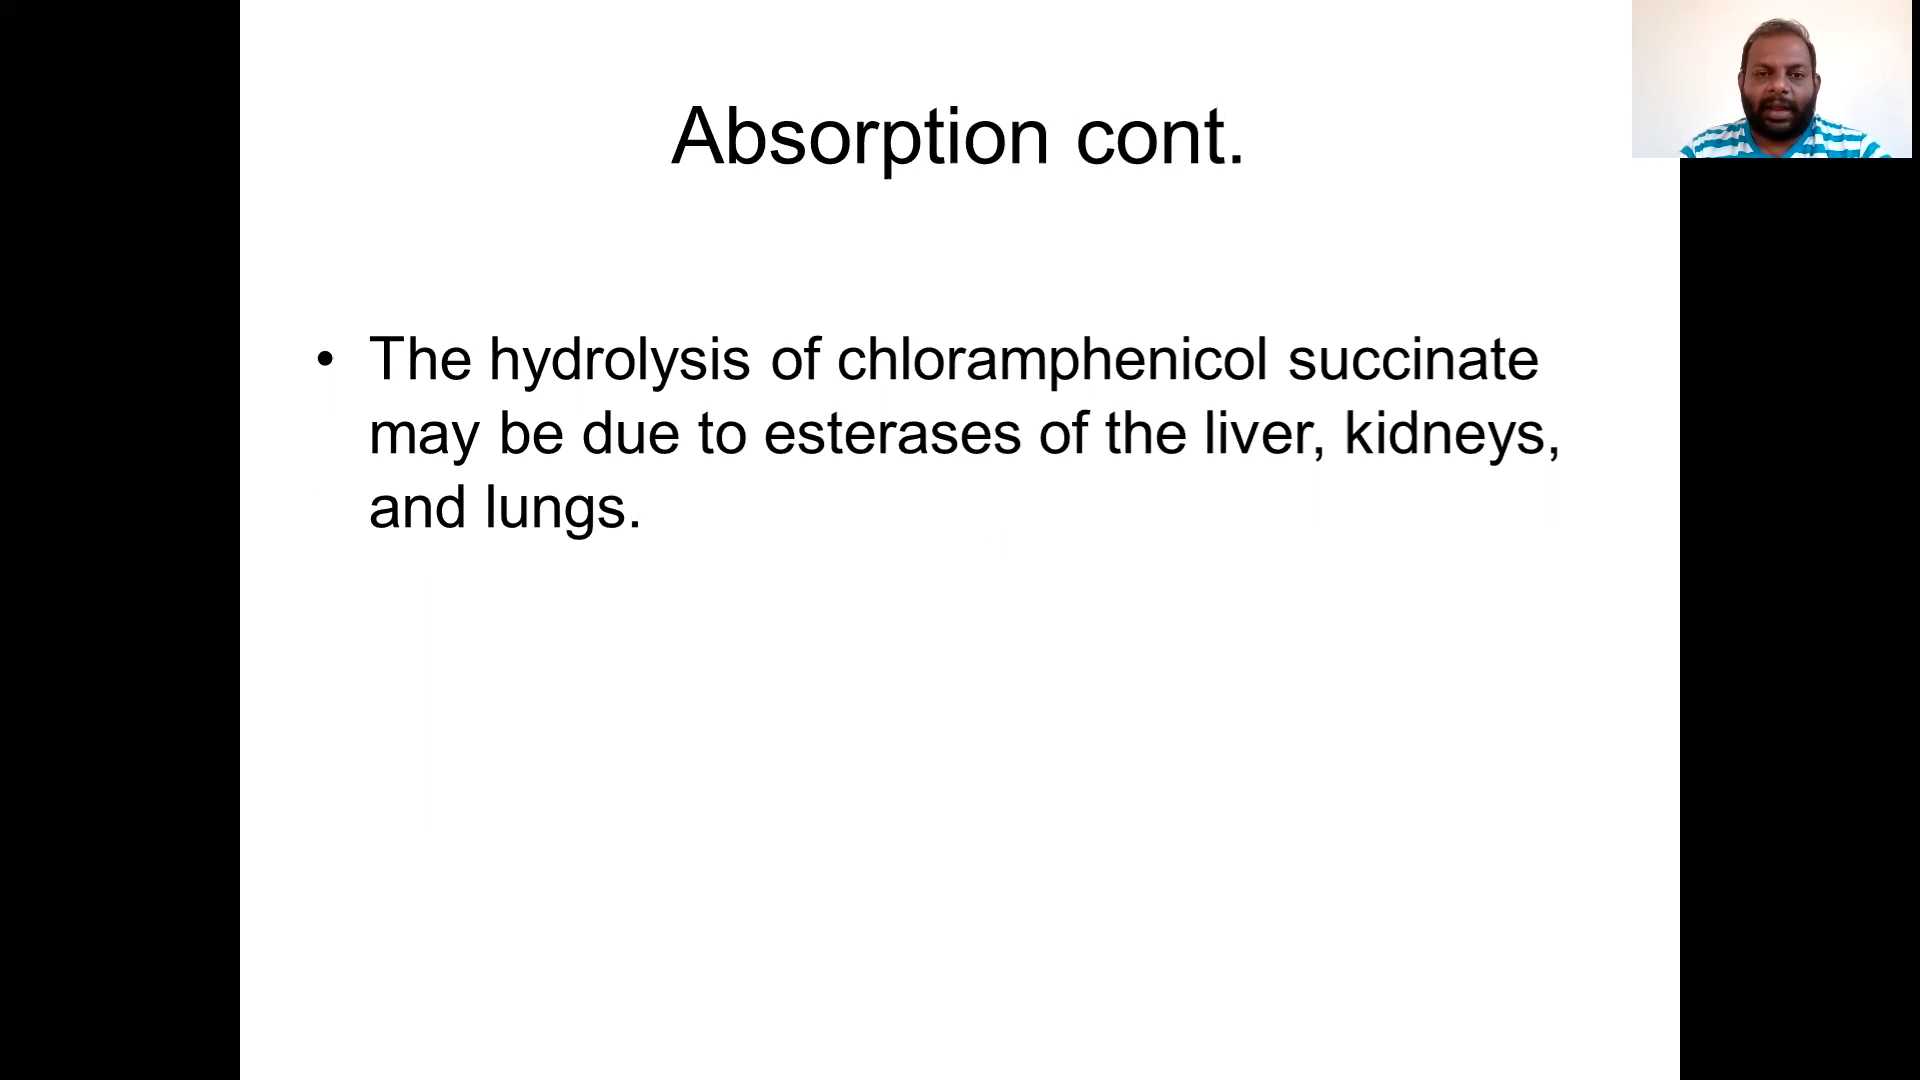 Absorption cont.
• The hydrolysis of chloramphenicol succinate
may be due to esterases of the liver, kidneys,
and lungs.